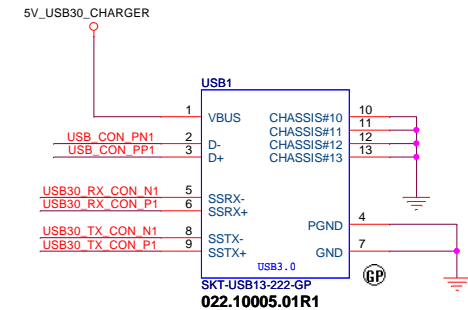 5V_USB30_CHARGER
USB1
1 VBUS CHASSIS#10 10
CHASSIS#11 11
USB_CON_PN1 2 D- CHASSIS#12 12
USB_CON_PP1 3 D+ CHASSIS#13 13
USB30_RX_CON_N1 5 SSRX-
USB30_RX_CON_P1 6 SSRX+
PGND 4
USB30_TX_CON_N1 8 SSTX-
USB30_TX_CON_P1 9 SSTX+ GND 7
USB3.0
GP
SKT-USB13-222-GP
022.10005.01R1